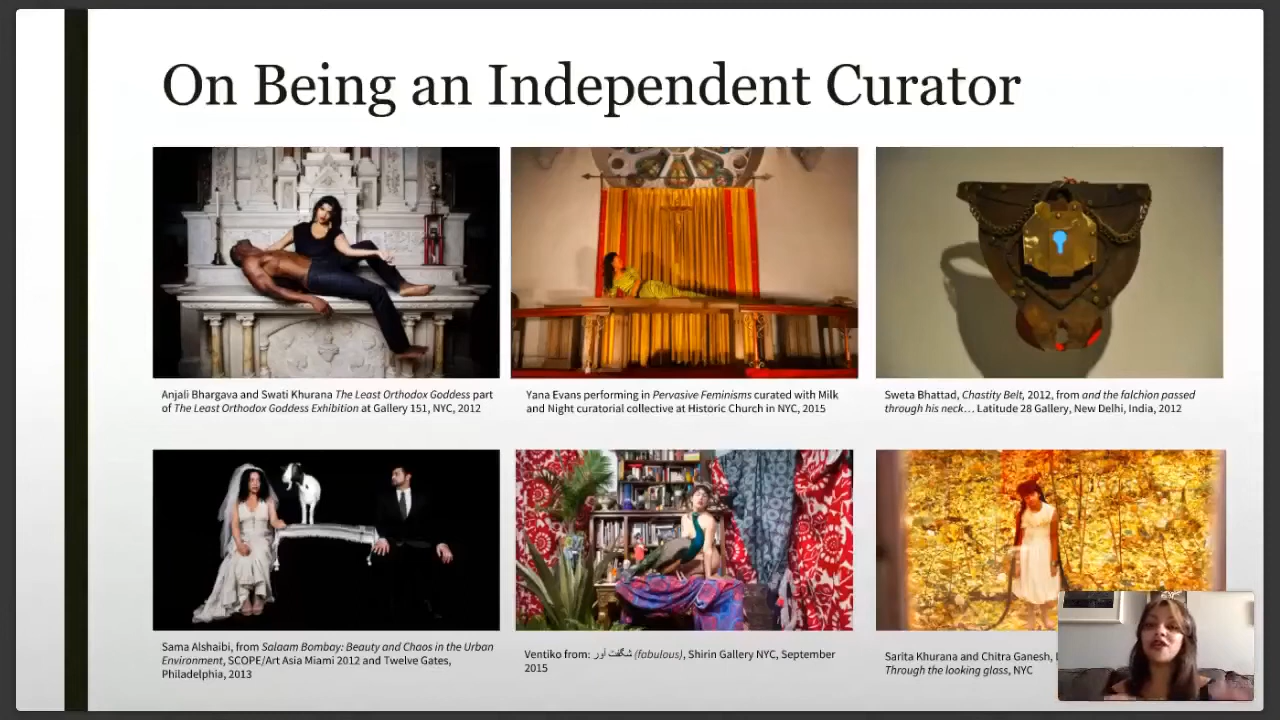 On Being an Independent Curator
Anjali Bhargava and Swati Khurana The Least Orthodox Goddess part
of The Least Orthodox Goddess Exhibition at Gallery 151, NYC, 2012
Yana Evans performing in Pervasive Feminisms curated with Milk
and Night curatorial collective at Historic Church in NYC, 2015
Sweta Bhattad, Chastity Belt, 2012, from and the falchion passed
through his neck... Latitude 28 Gallery, New Delhi, India, 2012
Sama Alshaibi, from Salaam Bombay: Beauty and Chaos in the Urban
Environment, SCOPE/Art Asia Miami 2012 and Twelve Gates,
Philadelphia, 2013
Ventiko from: شگفت آور (fabulous), Shirin Gallery NYC, September
2015
Sarita Khurana and Chitra Ganesh,
Through the looking glass, NYC